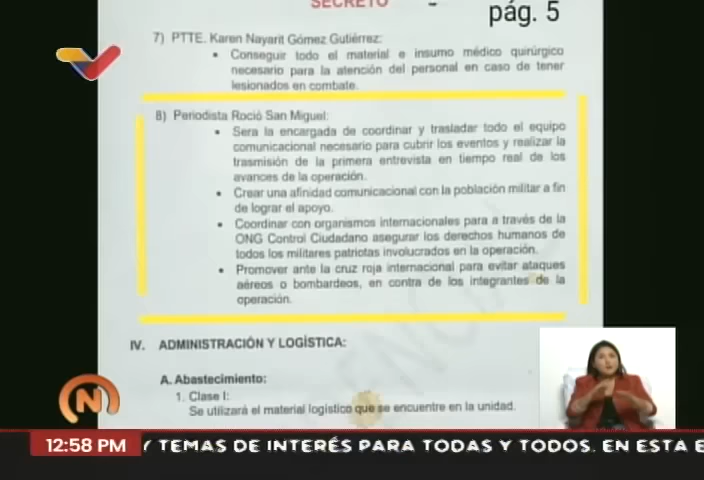 SECRETO
pág. 5
7) PTTE. Karen Nayarit Gómez Gutiérrez:
• Conseguir todo el material e insumo médico quirúrgico
necesario para la atención del personal en caso de tener
lesionados en combate.
8) Periodista Roció San Miguel:
• Sera la encargada de coordinar y trasladar todo el equipo
comunicacional necesario para cubrir los eventos y realizar la
trasmisión de la primera entrevista en tiempo real de los
avances de la operación.
• Crear una afinidad comunicacional con la población militar a fin
de lograr el apoyo.
• Coordinar con organismos internacionales para a través de la
ONG Control Ciudadano asegurar los derechos humanos de
todos los militares patriotas involucrados en la operación.
• Promover ante la cruz roja internacional para evitar ataques
aéreos o bombardeos, en contra de los integrantes de la
operación.
IV. ADMINISTRACIÓN Y LOGÍSTICA:
A. Abastecimiento:
1. Clase I:
Se utilizará el material logístico que se encuentre en la unidad.
N
12:58 PM Y TEMAS DE INTERÉS PARA TODAS Y TODOS. EN ESTA E